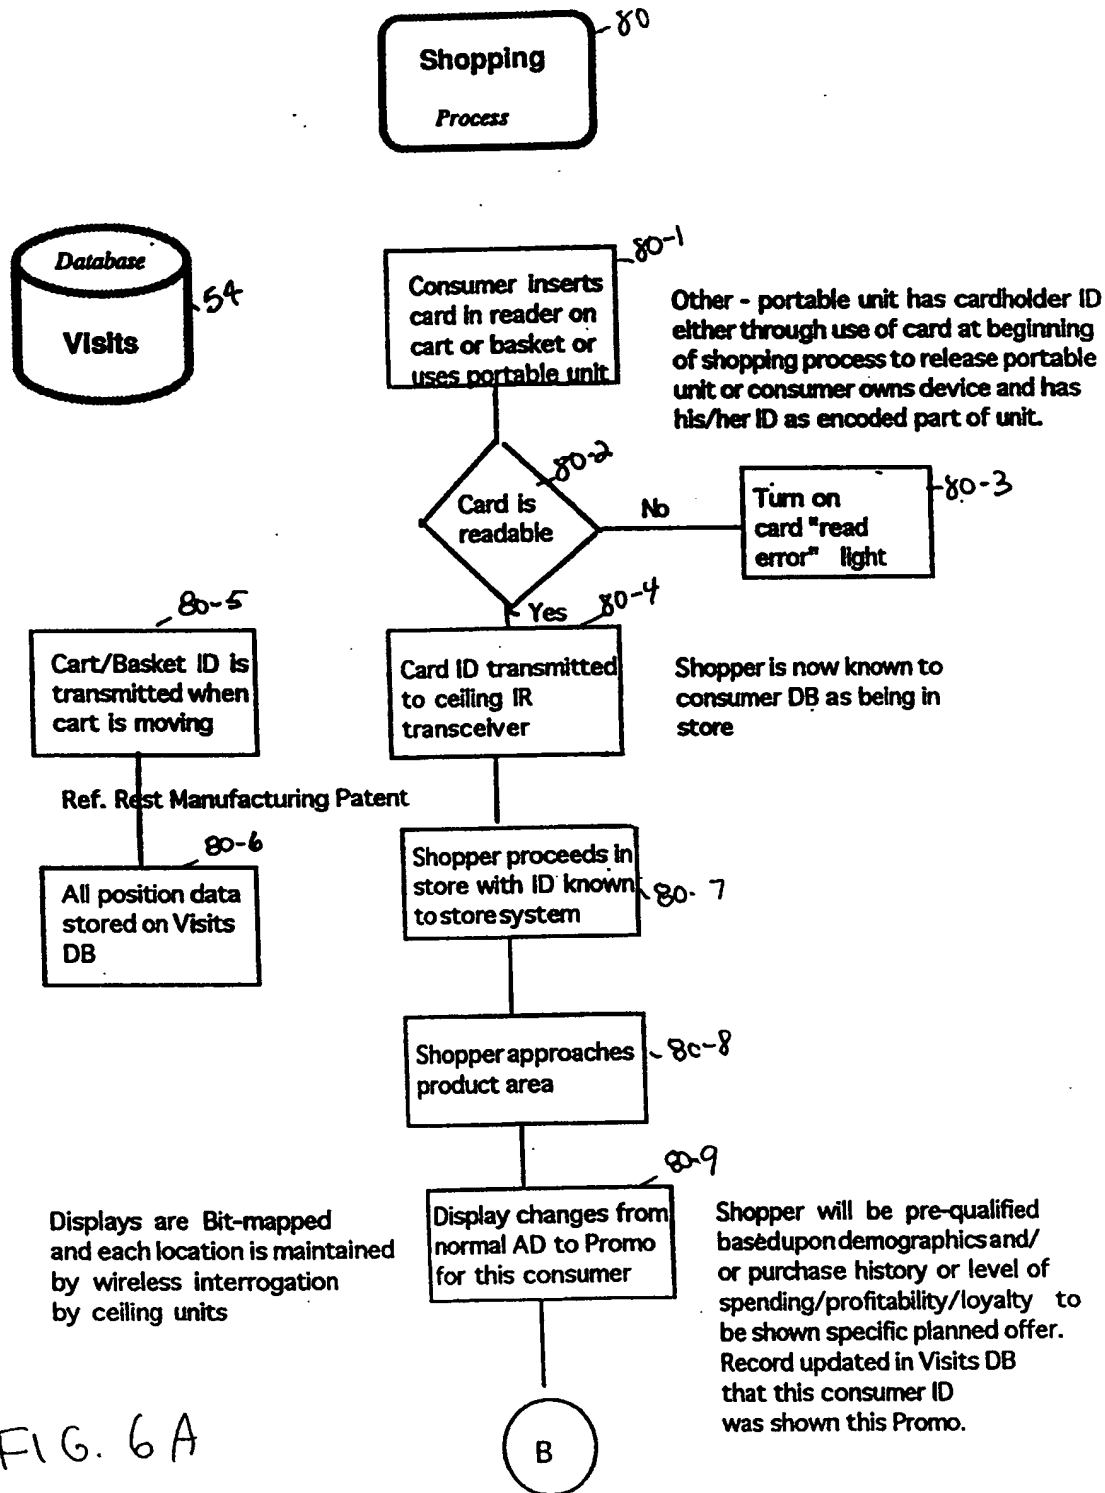 80
Shopping
Process
Database
Visits
54
80-1
Consumer inserts
card in reader on
cart or basket or
uses portable unit
Other - portable unit has cardholder ID
either through use of card at beginning
of shopping process to release portable
unit or consumer owns device and has
his/her ID as encoded part of unit.
80-2
Card is
readable
No
80-3
Turn on
card "read
error" light
Yes
80-4
80-5
Cart/Basket ID is
transmitted when
cart is moving
Card ID transmitted
to ceiling IR
transceiver
Shopper is now known to
consumer DB as being in
store
Ref. Rest Manufacturing Patent
80-6
All position data
stored on Visits
DB
Shopper proceeds in
store with ID known
to store system
80-7
Shopper approaches
product area
80-8
80-9
Displays are Bit-mapped
and each location is maintained
by wireless interrogation
by ceiling units
Display changes from
normal AD to Promo
for this consumer
Shopper will be pre-qualified
based upon demographics and/
or purchase history or level of
spending/profitability/loyalty to
be shown specific planned offer.
Record updated in Visits DB
that this consumer ID
was shown this Promo.
B
FIG. 6A